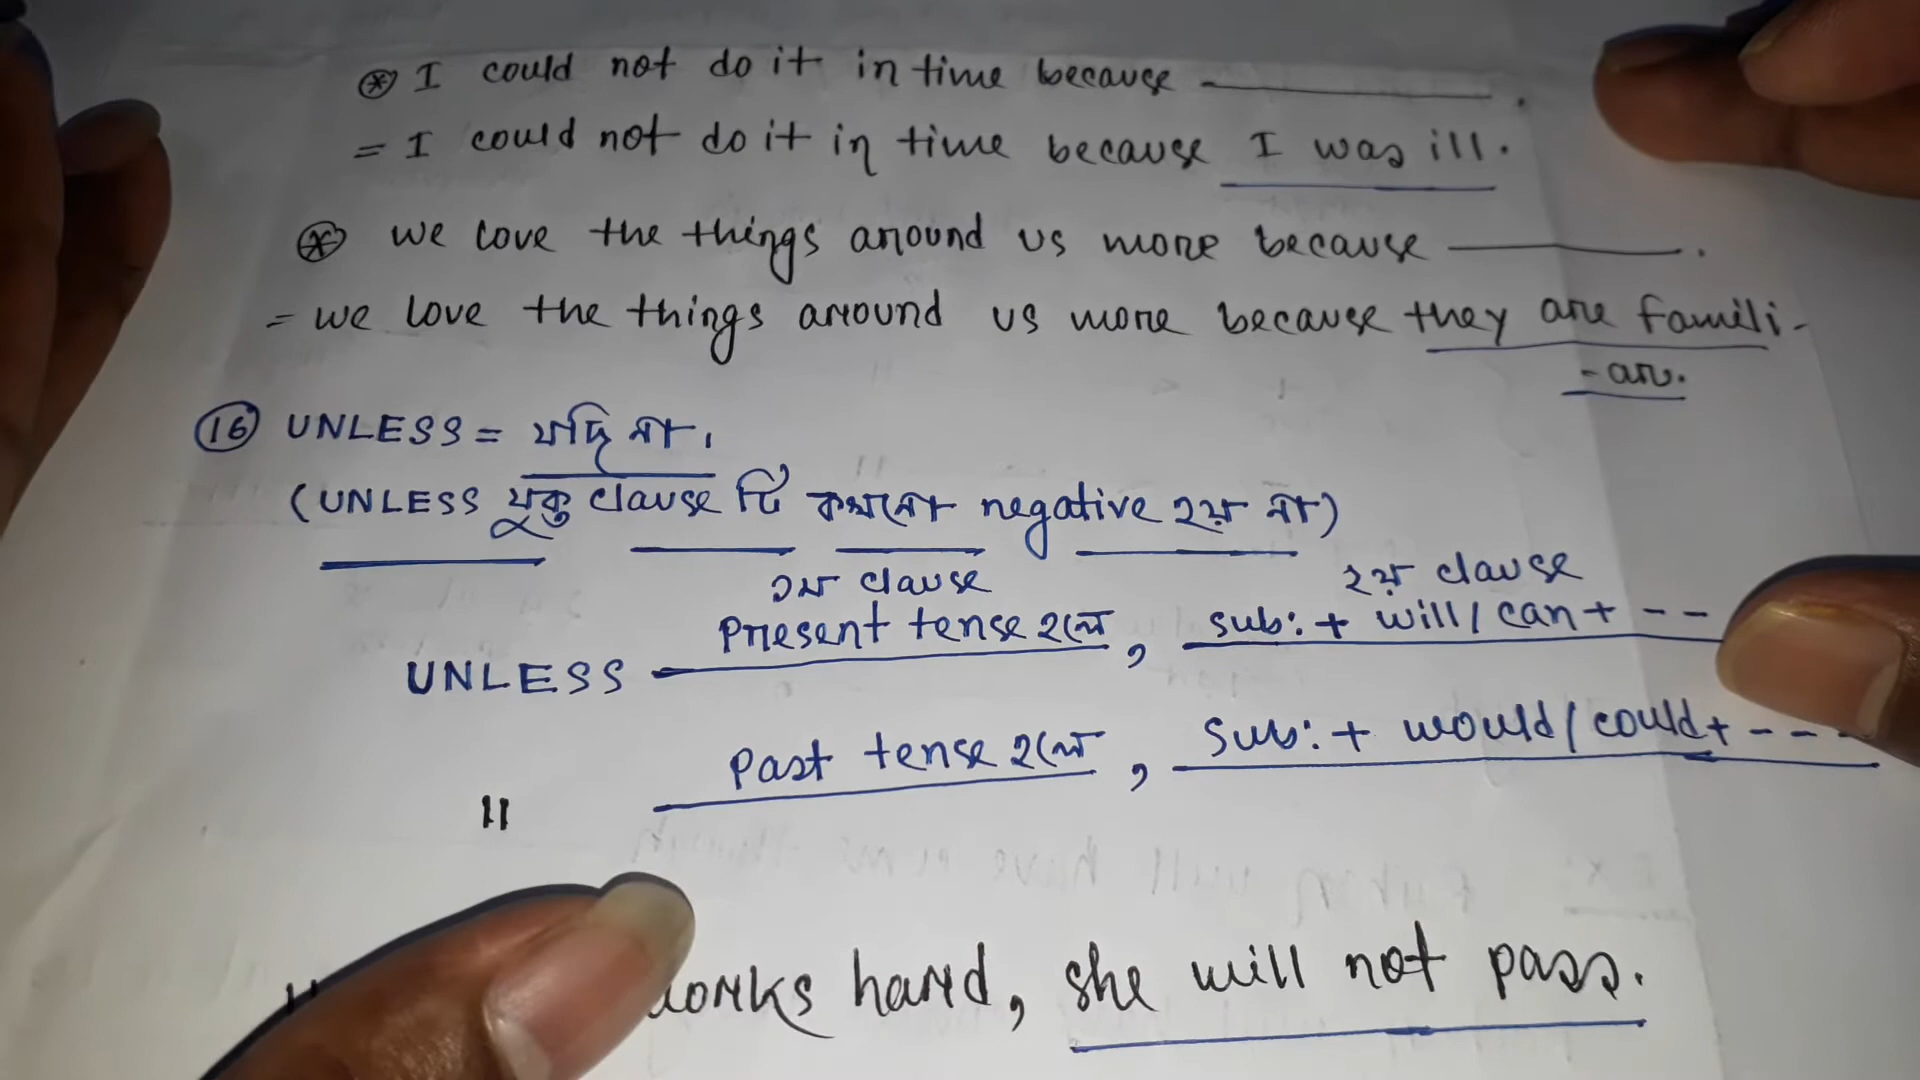 ⊛ I could not do it in time because ________.
= I could not do it in time because I was ill.
⊛ we love the things around us more because ________.
= we love the things around us more because they are famili-
-ar.
16 UNLESS = যদি না।
(UNLESS যুক্ত clause টি কখনো negative হয় না)
১ম clause ২য় clause
UNLESS Present tense হলে, sub: + will/can + --
" Past tense হলে, Sub: + would/could+ ---
works hard, she will not pass.